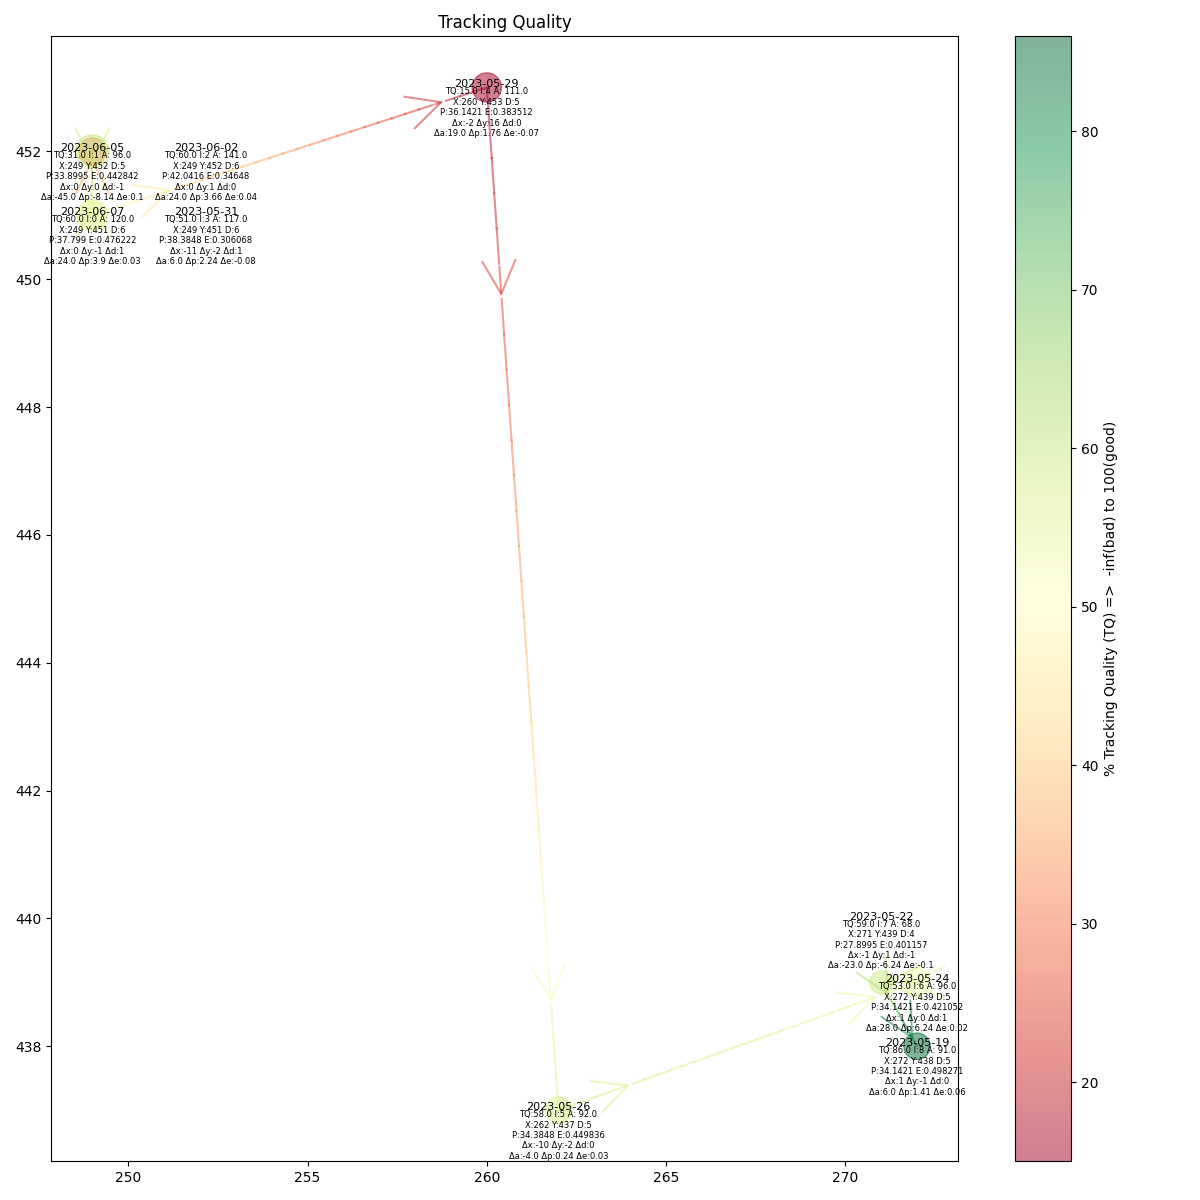 Tracking Quality
2023-05-29
TQ:15.0 I:4 A: 111.0
X:260 Y:453 D:5
P:36.1421 E:0.383512
Δx:-2 Δy:16 Δd:0
Δa:19.0 Δp:1.76 Δe:-0.07
2023-06-05
TQ:31.0 I:1 A: 96.0
X:249 Y:452 D:5
P:33.8995 E:0.442842
Δx:0 Δy:0 Δd:-1
Δa:-45.0 Δp:-8.14 Δe:0.1
2023-06-02
TQ:60.0 I:2 A: 141.0
X:249 Y:452 D:6
P:42.0416 E:0.34648
Δx:0 Δy:1 Δd:0
Δa:24.0 Δp:3.66 Δe:0.04
2023-06-07
TQ:60.0 I:0 A: 120.0
X:249 Y:451 D:6
P:37.799 E:0.476222
Δx:0 Δy:-1 Δd:1
Δa:24.0 Δp:3.9 Δe:0.03
2023-05-31
TQ:51.0 I:3 A: 117.0
X:249 Y:451 D:6
P:38.3848 E:0.306068
Δx:-11 Δy:-2 Δd:1
Δa:6.0 Δp:2.24 Δe:-0.08
2023-05-22
TQ:59.0 I:7 A: 68.0
X:271 Y:439 D:4
P:27.8995 E:0.401157
Δx:-1 Δy:1 Δd:-1
Δa:-23.0 Δp:-6.24 Δe:-0.1
2023-05-24
TQ:53.0 I:6 A: 96.0
X:272 Y:439 D:5
P:34.1421 E:0.421052
Δx:1 Δy:0 Δd:1
Δa:28.0 Δp:6.24 Δe:0.02
2023-05-19
TQ:86.0 I:8 A: 91.0
X:272 Y:438 D:5
P:34.1421 E:0.498271
Δx:1 Δy:-1 Δd:0
Δa:6.0 Δp:1.41 Δe:0.06
2023-05-26
TQ:58.0 I:5 A: 92.0
X:262 Y:437 D:5
P:34.3848 E:0.449836
Δx:-10 Δy:-2 Δd:0
Δa:-4.0 Δp:0.24 Δe:0.03
452
450
448
446
444
442
440
438
250
255
260
265
270
80
70
60
50
40
30
20
% Tracking Quality (TQ) => -inf(bad) to 100(good)